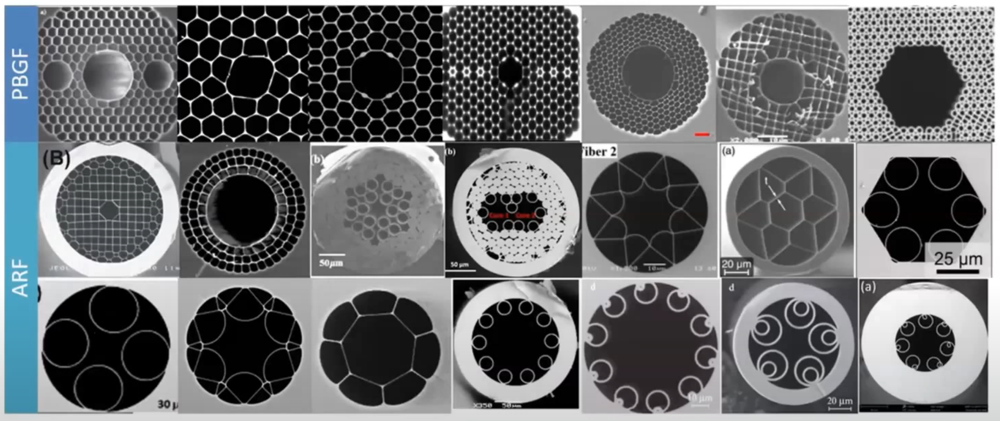 PBGF
a)
ARF
(B)
(b)
50μm
(b)
Core 1 Core 2
50 μm
Fiber 2
10μm
(a)
t
20 μm
25 μm
)
30 μ
X350 50μm
d
10 μm
d
20 μm
(a)